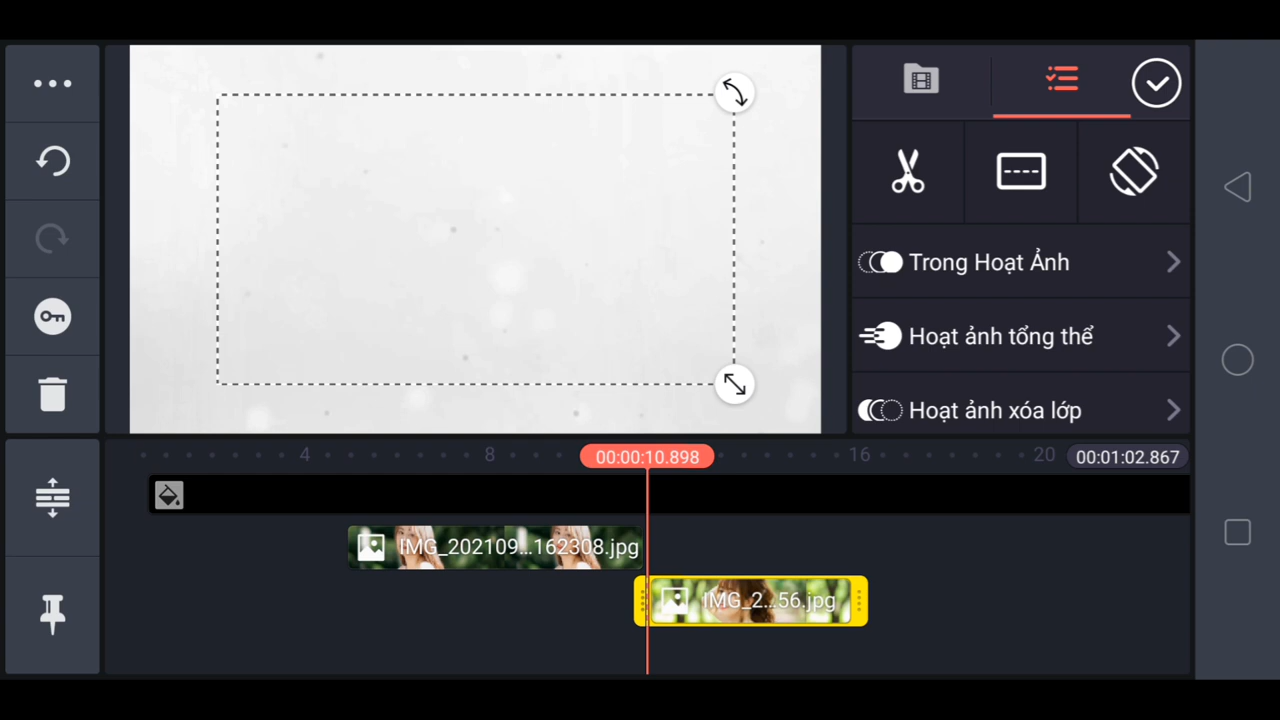 Trong Hoạt Ảnh
Hoạt ảnh tổng thể
Hoạt ảnh xóa lớp
4
8
00:00:10.898
16
20
00:01:02.867
IMG_202109...162308.jpg
IMG_2...56.jpg